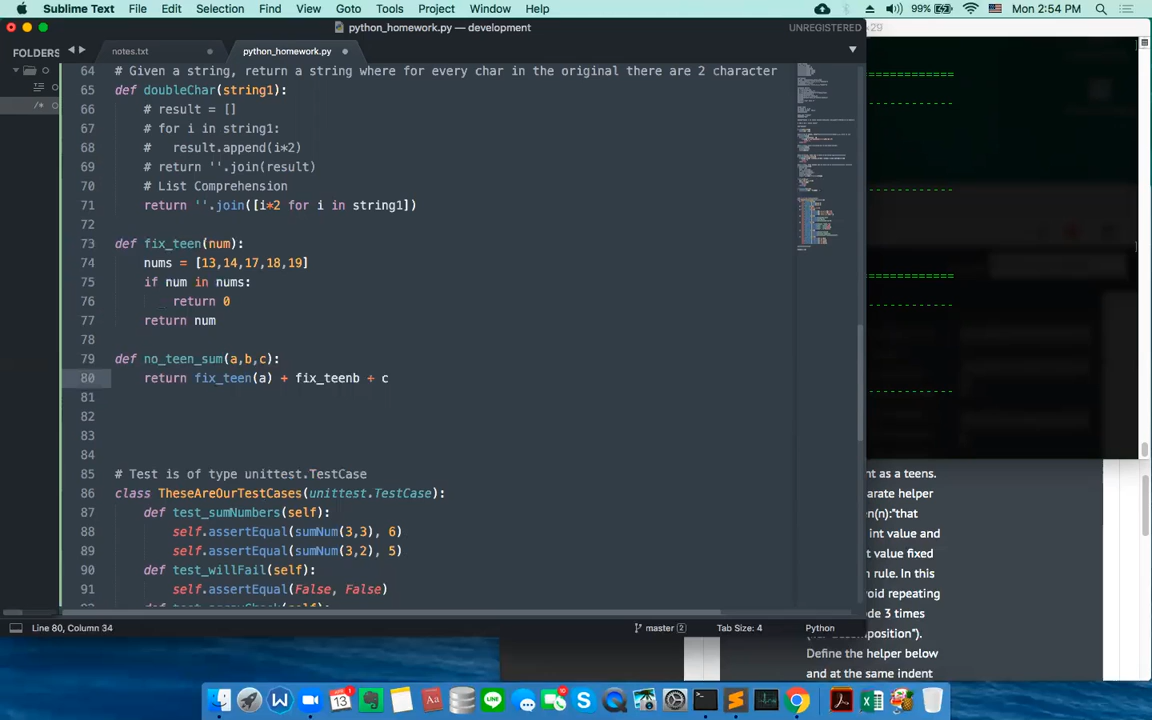 Sublime Text File Edit Selection Find View Goto Tools Project Window Help 99% Mon 2:54 PM
python_homework.py — development UNREGISTERED
FOLDERS notes.txt python_homework.py
64 # Given a string, return a string where for every char in the original there are 2 character
65 def doubleChar(string1):
66 # result = []
67 # for i in string1:
68 #   result.append(i*2)
69 # return ''.join(result)
70 # List Comprehension
71 return ''.join([i*2 for i in string1])
72
73 def fix_teen(num):
74 nums = [13,14,17,18,19]
75 if num in nums:
76 return 0
77 return num
78
79 def no_teen_sum(a,b,c):
80 return fix_teen(a) + fix_teenb + c
81
82
83
84
85 # Test is of type unittest.TestCase
86 class TheseAreOurTestCases(unittest.TestCase):
87 def test_sumNumbers(self):
88 self.assertEqual(sumNum(3,3), 6)
89 self.assertEqual(sumNum(3,2), 5)
90 def test_willFail(self):
91 self.assertEqual(False, False)
Line 80, Column 34 master 2 Tab Size: 4 Python
nt as a teens.
parate helper
en(n):"that
int value and
t value fixed
n rule. In this
void repeating
de 3 times
Define the helper below
and at the same indent